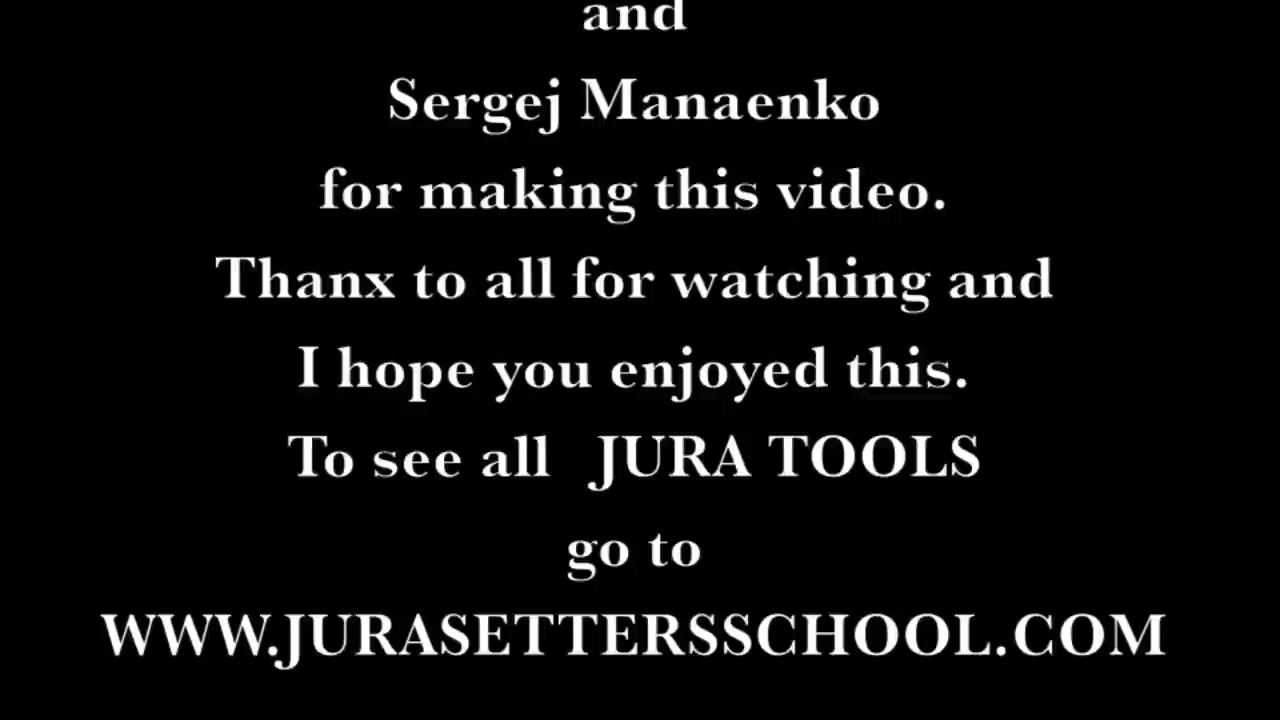 and
Sergej Manaenko
for making this video.
Thanx to all for watching and
I hope you enjoyed this.
To see all JURA TOOLS
go to
WWW.JURASETTERSSCHOOL.COM